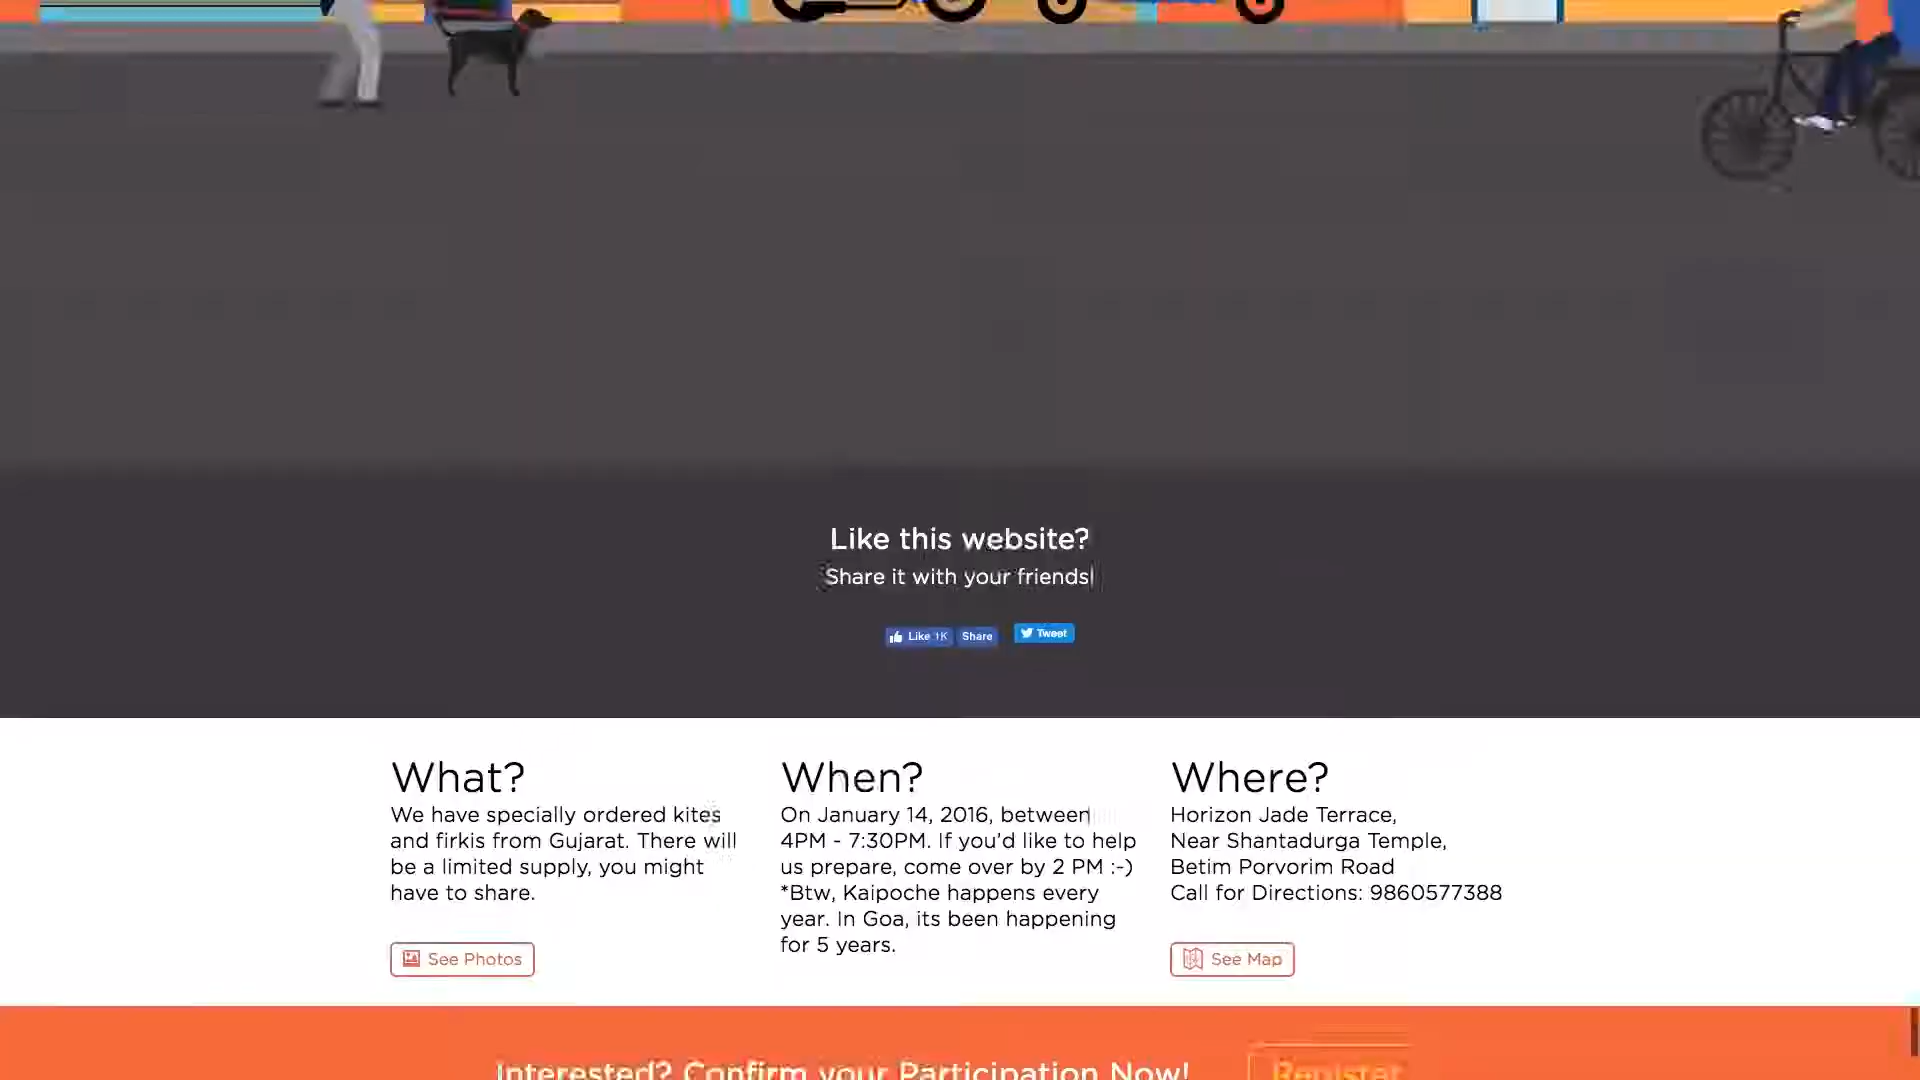 Like this website?
Share it with your friends!
Like 1K Share Tweet
What?
We have specially ordered kites
and firkis from Gujarat. There will
be a limited supply, you might
have to share.
See Photos
When?
On January 14, 2016, between
4PM - 7:30PM. If you'd like to help
us prepare, come over by 2 PM :-)
*Btw, Kaipoche happens every
year. In Goa, its been happening
for 5 years.
Where?
Horizon Jade Terrace,
Near Shantadurga Temple,
Betim Porvorim Road
Call for Directions: 9860577388
See Map
Interested? Confirm your Participation Now! Register